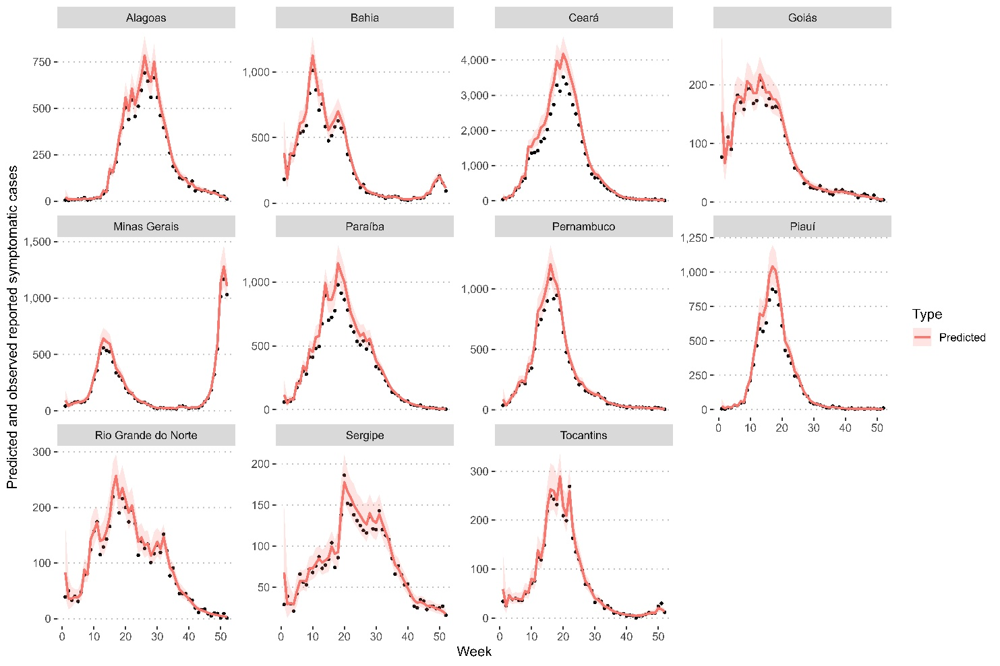 Alagoas
Bahia
Ceará
Goiás
750
500
250
0
1,000
500
0
4,000
3,000
2,000
1,000
0
200
100
0
Minas Gerais
Paraíba
Pernambuco
Piauí
1,500
1,000
500
0
1,000
500
0
1,000
500
0
1,250
1,000
750
500
250
0
0 10 20 30 40 50
Rio Grande do Norte
Sergipe
Tocantins
300
200
100
0
200
150
100
50
300
200
100
0
0 10 20 30 40 50
0 10 20 30 40 50
0 10 20 30 40 50
Week
Predicted and observed reported symptomatic cases
Type
Predicted